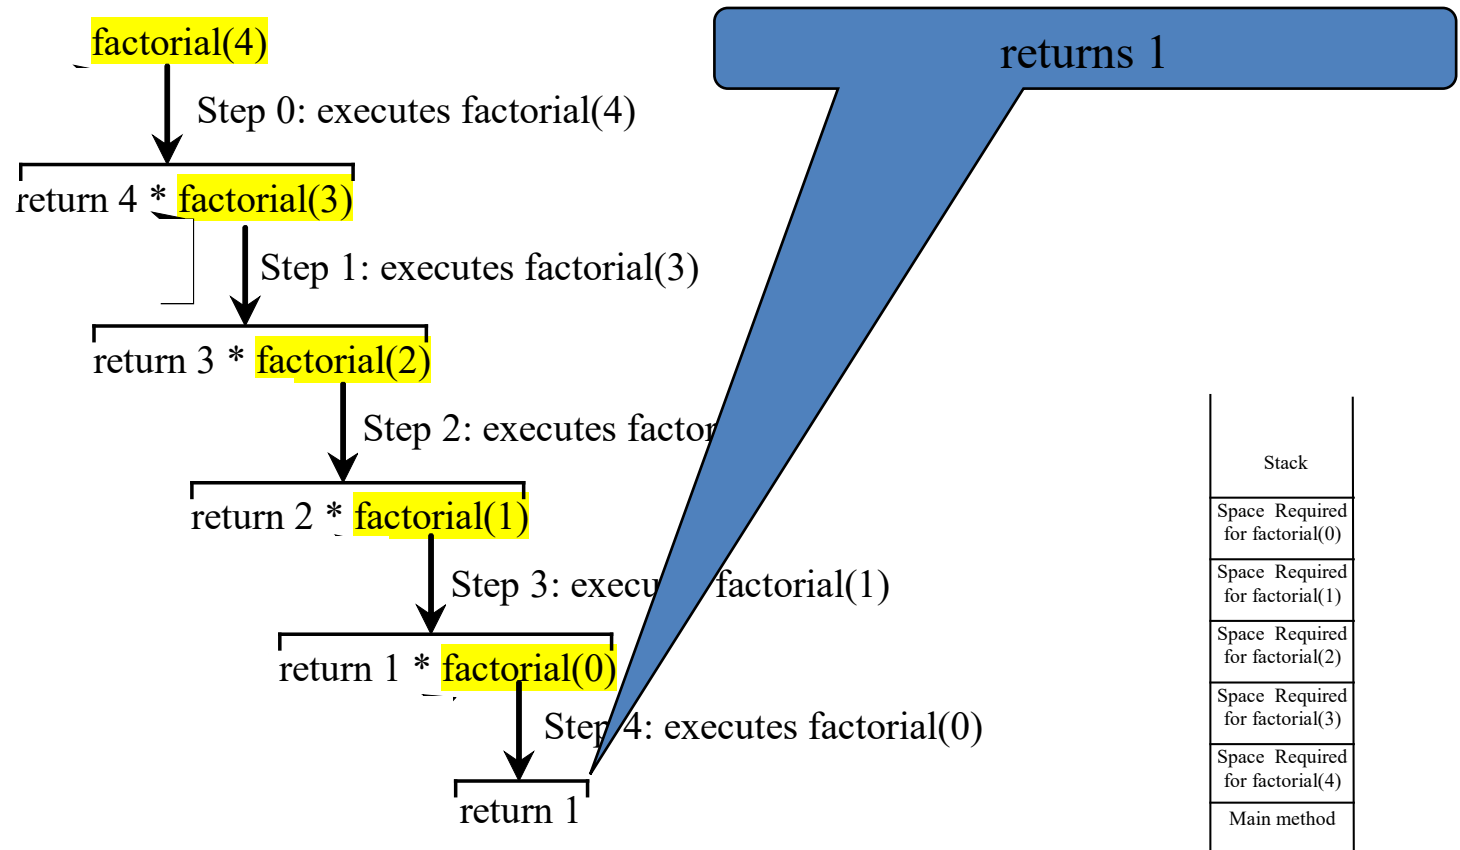 factorial(4)
returns 1
Step 0: executes factorial(4)
return 4 * factorial(3)
Step 1: executes factorial(3)
return 3 * factorial(2)
Step 2: executes factor
return 2 * factorial(1)
Step 3: execu factorial(1)
return 1 * factorial(0)
Step 4: executes factorial(0)
return 1
Stack
Space Required
for factorial(0)
Space Required
for factorial(1)
Space Required
for factorial(2)
Space Required
for factorial(3)
Space Required
for factorial(4)
Main method